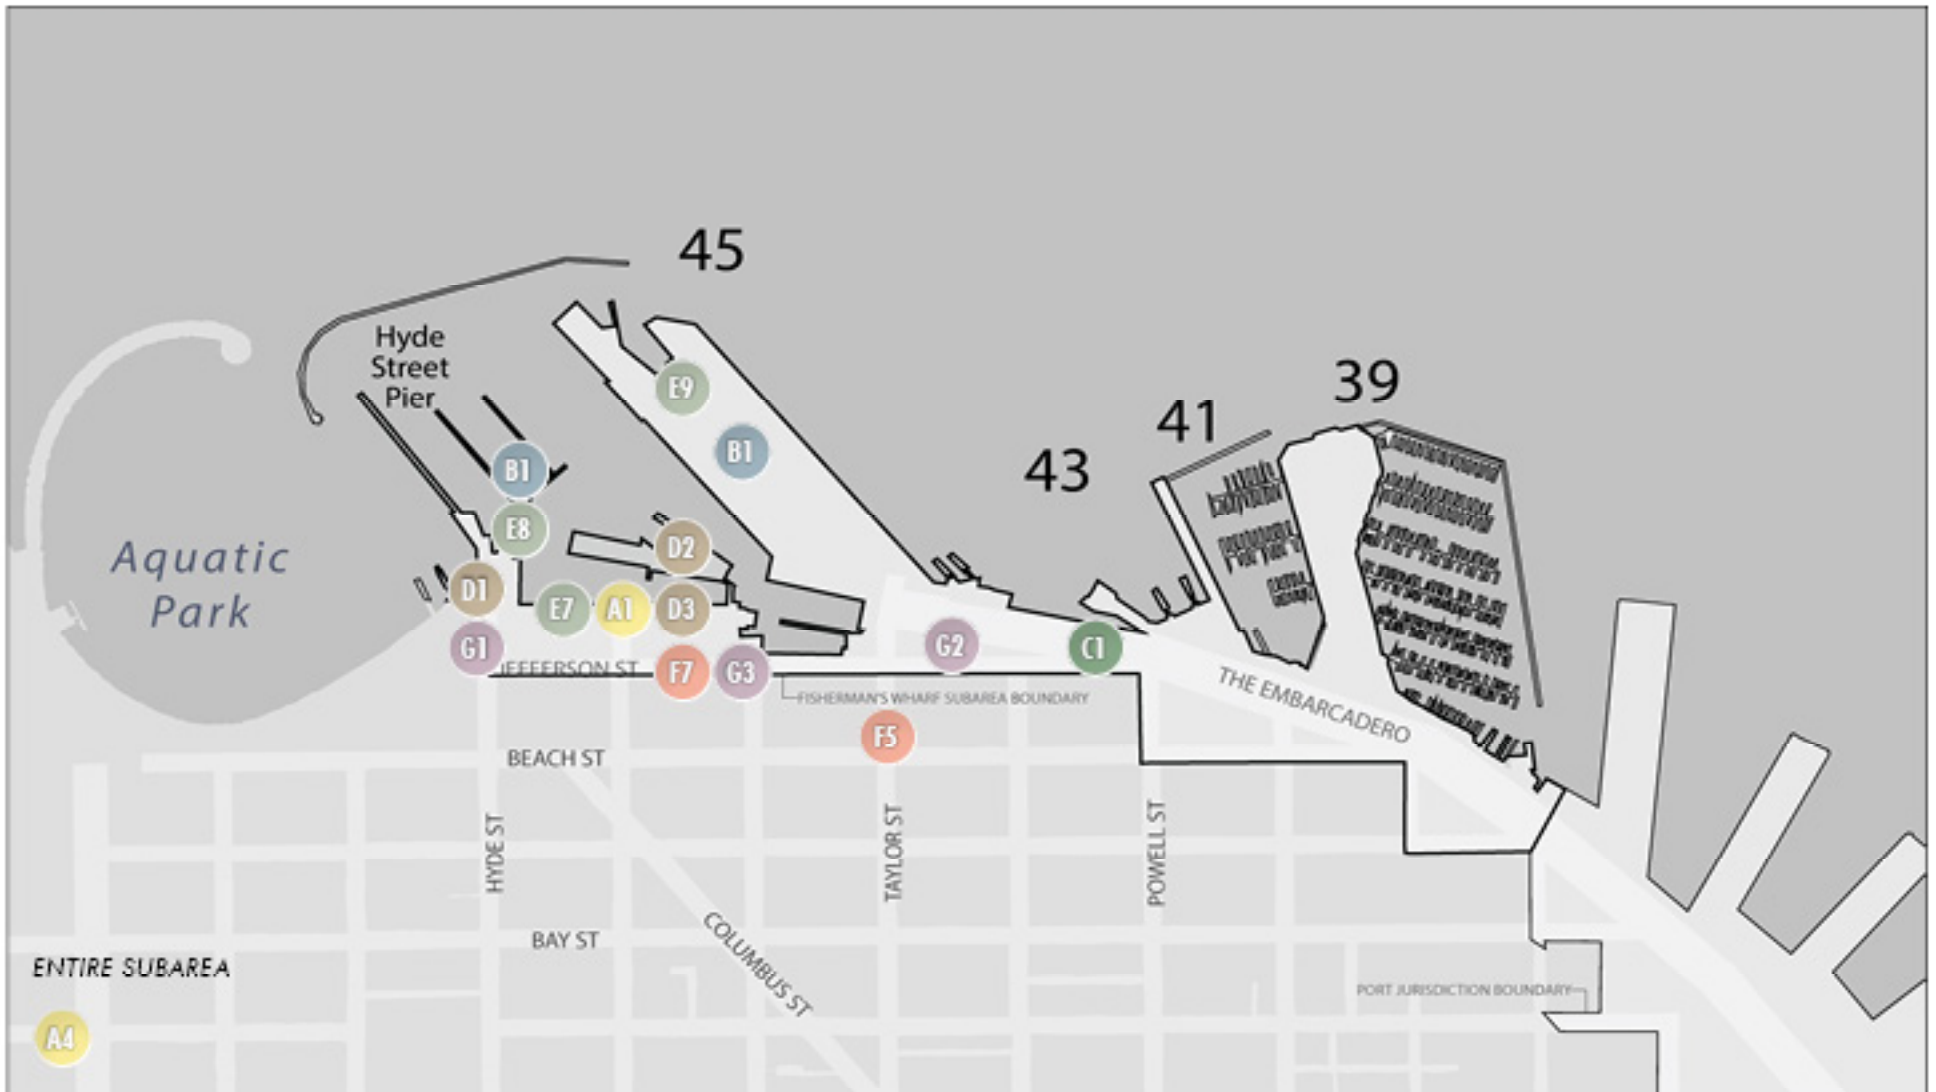 45
Hyde
Street
Pier
39
41
43
E9
B1
B1
E8
D2
Aquatic
Park
D1
E7
A1
D3
G1
G2
C1
JEFFERSON ST
F7
G3
THE EMBARCADERO
FISHERMAN'S WHARF SUBAREA BOUNDARY
F5
BEACH ST
HYDE ST
TAYLOR ST
POWELL ST
BAY ST
COLUMBUS ST
ENTIRE SUBAREA
PORT JURISDICTION BOUNDARY
A4